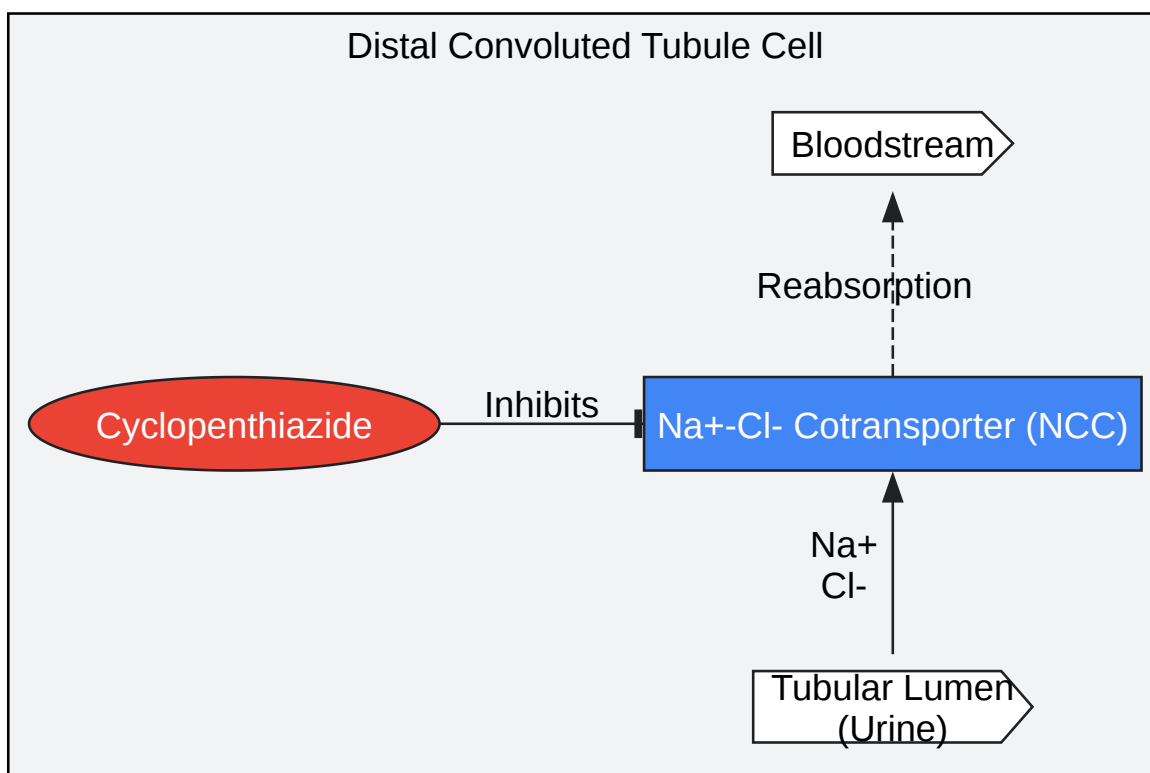 Distal Convoluted Tubule Cell
Bloodstream
Reabsorption
Cyclopenthiazide
Inhibits
Na+-Cl- Cotransporter (NCC)
Na+
Cl-
Tubular Lumen
(Urine)